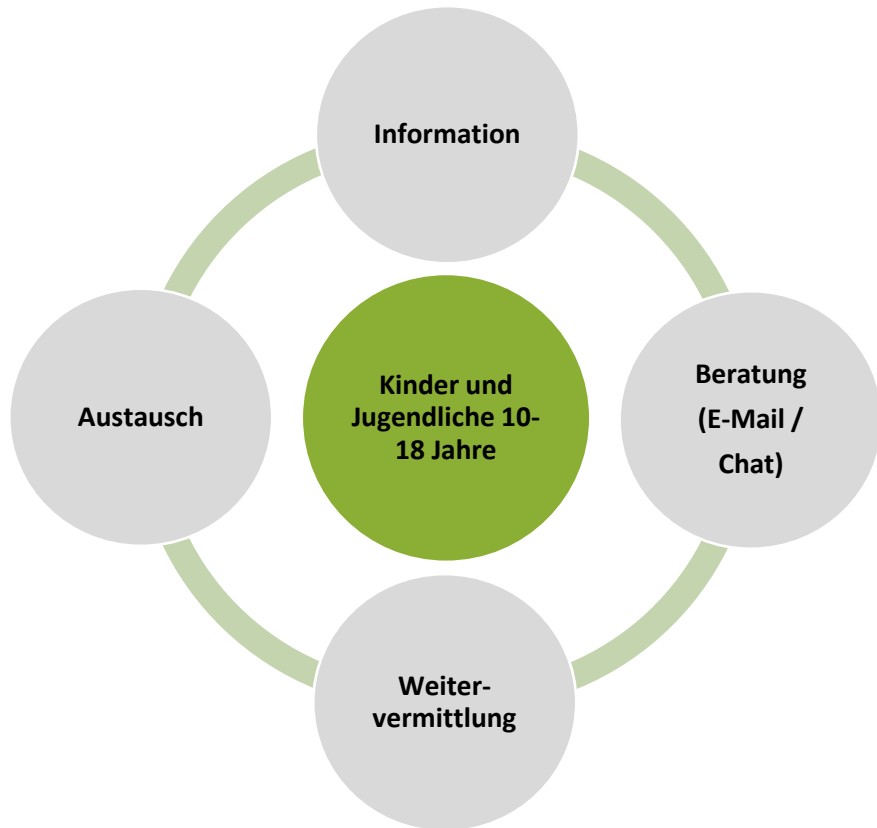 Information
Austausch
Kinder und
Jugendliche 10-
18 Jahre
Beratung
(E-Mail /
Chat)
Weiter-
vermittlung